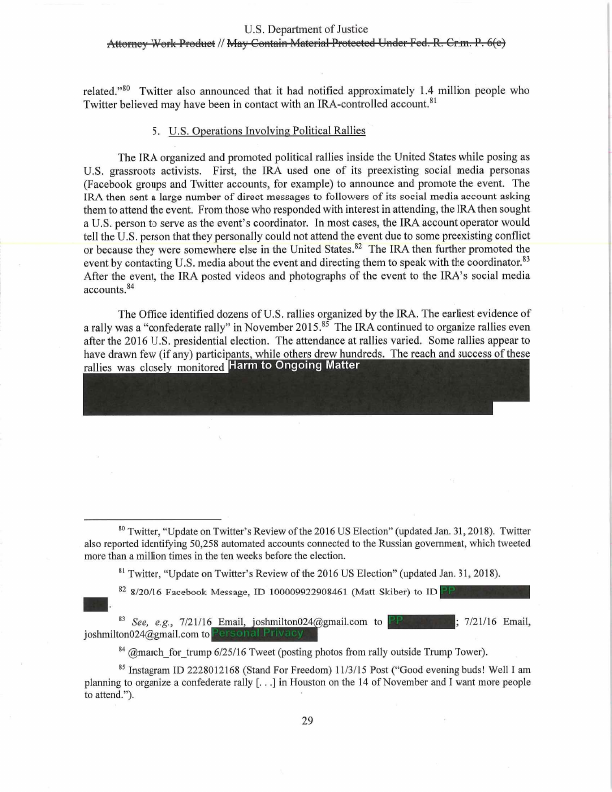 U.S. Department of Justice
Attorney Work Product // May Contain Material Protected Under Fed. R. Crim. P. 6(e)
related.”80 Twitter also announced that it had notified approximately 1.4 million people who
Twitter believed may have been in contact with an IRA-controlled account.81
5. U.S. Operations Involving Political Rallies
The IRA organized and promoted political rallies inside the United States while posing as
U.S. grassroots activists. First, the IRA used one of its preexisting social media personas
(Facebook groups and Twitter accounts, for example) to announce and promote the event. The
IRA then sent a large number of direct messages to followers of its social media account asking
them to attend the event. From those who responded with interest in attending, the IRA then sought
a U.S. person to serve as the event’s coordinator. In most cases, the IRA account operator would
tell the U.S. person that they personally could not attend the event due to some preexisting conflict
or because they were somewhere else in the United States.82 The IRA then further promoted the
event by contacting U.S. media about the event and directing them to speak with the coordinator.83
After the event, the IRA posted videos and photographs of the event to the IRA’s social media
accounts.84
The Office identified dozens of U.S. rallies organized by the IRA. The earliest evidence of
a rally was a “confederate rally” in November 2015.85 The IRA continued to organize rallies even
after the 2016 U.S. presidential election. The attendance at rallies varied. Some rallies appear to
have drawn few (if any) participants, while others drew hundreds. The reach and success of these
rallies was closely monitored Harm to Ongoing Matter
80 Twitter, “Update on Twitter’s Review of the 2016 US Election” (updated Jan. 31, 2018). Twitter
also reported identifying 50,258 automated accounts connected to the Russian government, which tweeted
more than a million times in the ten weeks before the election.
81 Twitter, “Update on Twitter’s Review of the 2016 US Election” (updated Jan. 31, 2018).
82 8/20/16 Facebook Message, ID 100009922908461 (Matt Skiber) to ID PP
.
83 See, e.g., 7/21/16 Email, joshmilton024@gmail.com to PP ; 7/21/16 Email,
joshmilton024@gmail.com to Personal Privacy
84 @march_for_trump 6/25/16 Tweet (posting photos from rally outside Trump Tower).
85 Instagram ID 2228012168 (Stand For Freedom) 11/3/15 Post (“Good evening buds! Well I am
planning to organize a confederate rally [. . .] in Houston on the 14 of November and I want more people
to attend.”).
29